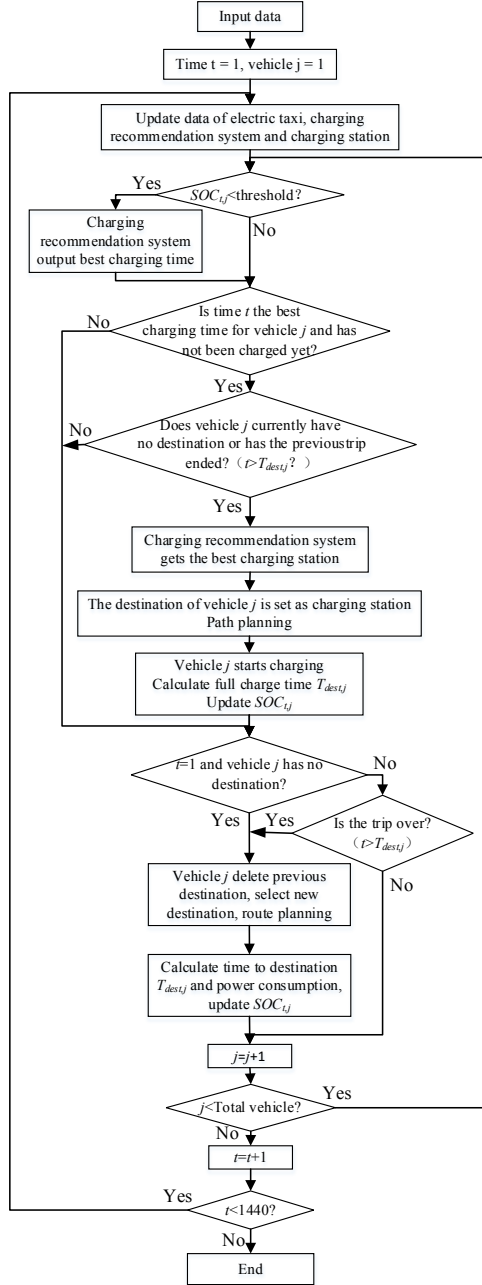 Input data
Time t = 1, vehicle j = 1
Update data of electric taxi, charging
recommendation system and charging station
Yes
SOCt,j<threshold?
No
Charging
recommendation system
output best charging time
Is time t the best
charging time for vehicle j and has
not been charged yet?
No
Yes
Does vehicle j currently have
no destination or has the previoustrip
ended?（t>Tdest,j?）
No
Yes
Charging recommendation system
gets the best charging station
The destination of vehicle j is set as charging station
Path planning
Vehicle j starts charging
Calculate full charge time Tdest,j
Update SOCt,j
t=1 and vehicle j has no
destination?
No
Yes
Is the trip over?
（t>Tdest,j）
Yes
No
Vehicle j delete previous
destination, select new
destination, route planning
Calculate time to destination
Tdest,j and power consumption,
update SOCt,j
j=j+1
j<Total vehicle?
Yes
No
t=t+1
Yes
t<1440?
No
End